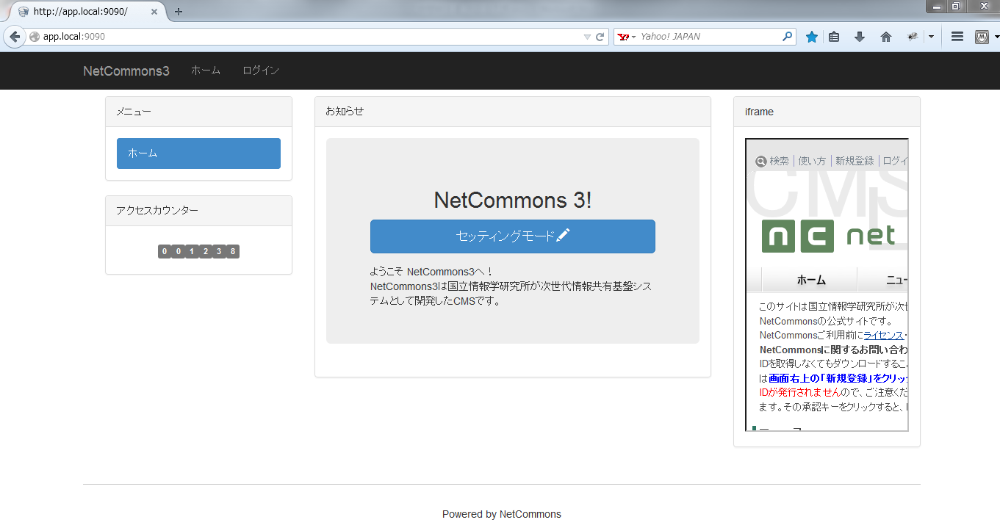 http://app.local:9090/
app.local:9090
Yahoo! JAPAN
NetCommons3 ホーム ログイン
メニュー
ホーム
アクセスカウンター
0 0 1 2 3 8
お知らせ
NetCommons 3!
セッティングモード
ようこそ NetCommons3へ！
NetCommons3は国立情報学研究所が次世代情報共有基盤シス
テムとして開発したCMSです。
iframe
検索 | 使い方 | 新規登録 | ログイ
CMS
nc net
ホーム ニュー
このサイトは国立情報学研究所が次世
NetCommonsの公式サイトです。
NetCommonsご利用前にライセンス・
NetCommonsに関するお問い合わ
IDを取得しなくてもダウンロードするこ
は画面右上の「新規登録」をクリッ
IDが発行されませんので、ご注意くだ
ます。その承認キーをクリックすると、
Powered by NetCommons